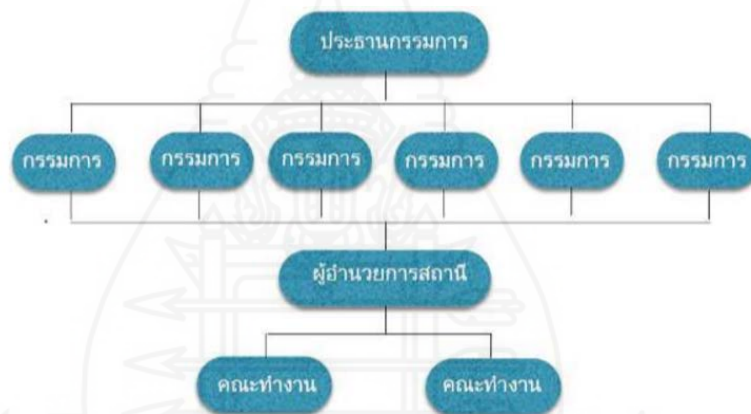 ประธานกรรมการ
กรรมการ กรรมการ กรรมการ กรรมการ กรรมการ กรรมการ
ผู้อำนวยการสถานี
คณะทำงาน คณะทำงาน